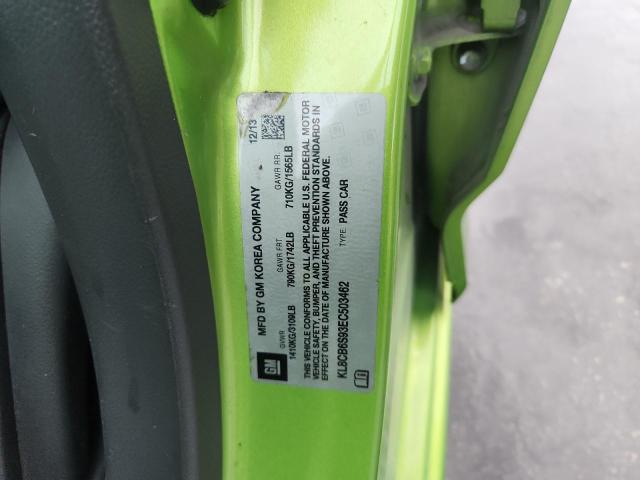 MFD BY GM KOREA COMPANY 12/13
GVWR GAWR FRT GAWR RR
1410KG/3109LB 790KG/1742LB 710KG/1565LB
THIS VEHICLE CONFORMS TO ALL APPLICABLE U.S. FEDERAL MOTOR
VEHICLE SAFETY, BUMPER, AND THEFT PREVENTION STANDARDS IN
EFFECT ON THE DATE OF MANUFACTURE SHOWN ABOVE.
KL8CB6S93EC503462 TYPE: PASS CAR
GM